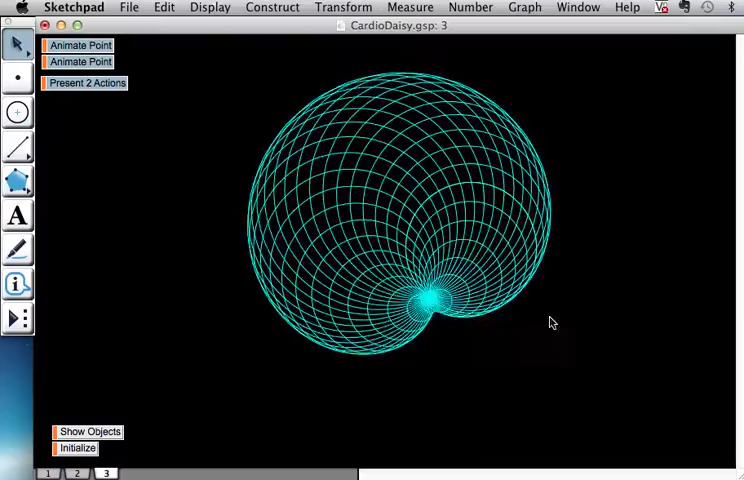 Sketchpad File Edit Display Construct Transform Measure Number Graph Window Help
CardioDaisy.gsp: 3
Animate Point
Animate Point
Present 2 Actions
A
Show Objects
Initialize
1 2 3